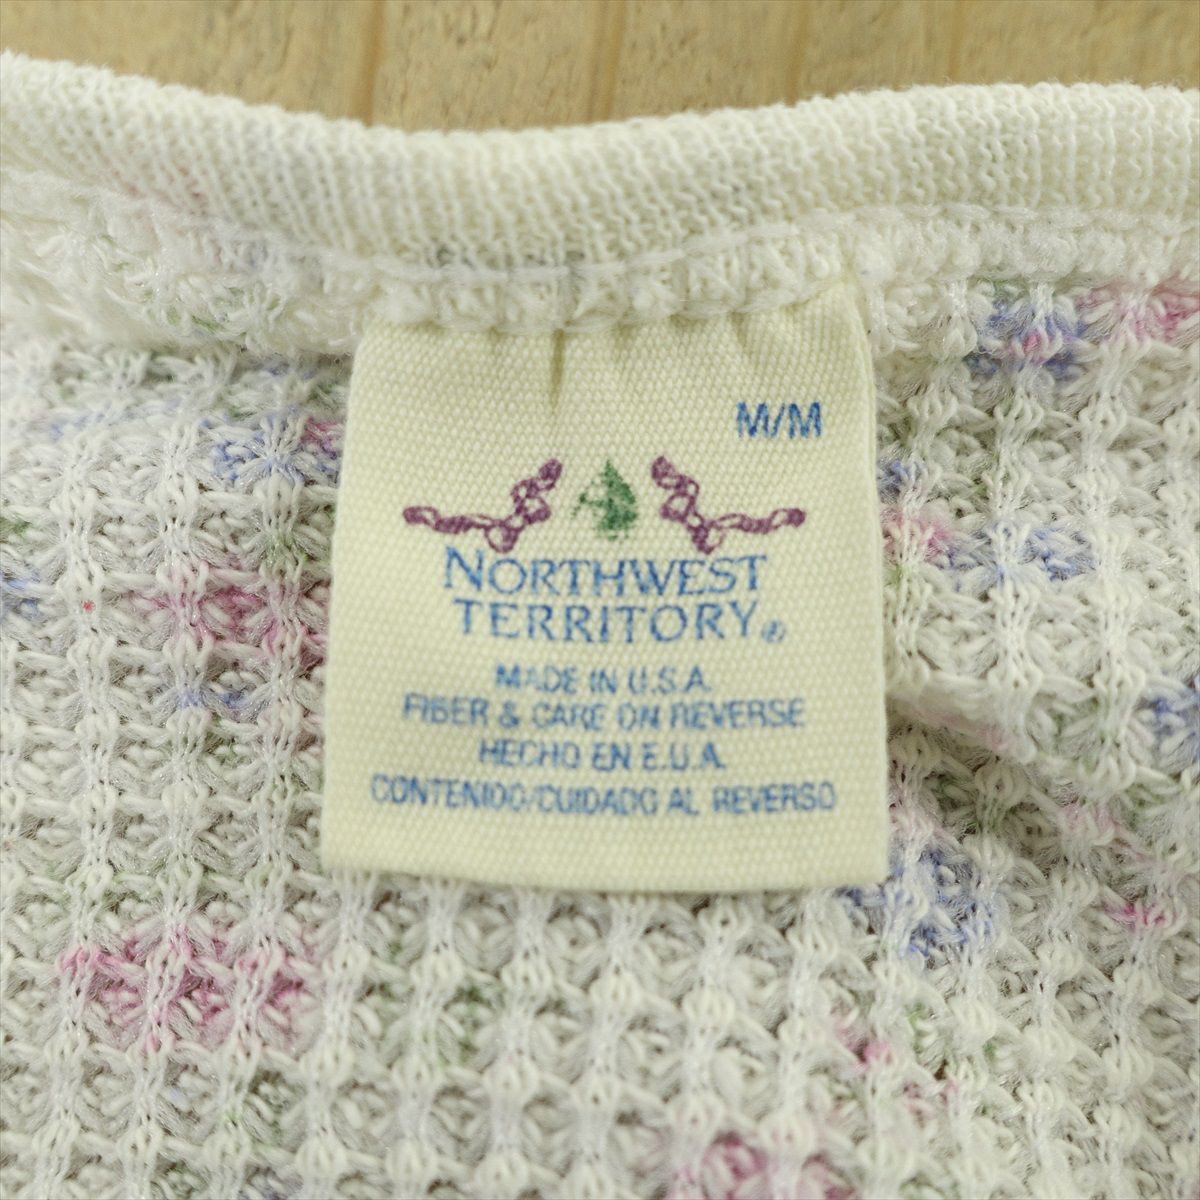 M/M
NORTHWEST
TERRITORY®
MADE IN U.S.A.
FIBER & CARE ON REVERSE
HECHO EN E.U.A.
CONTENIDO/CUIDADO AL REVERSO